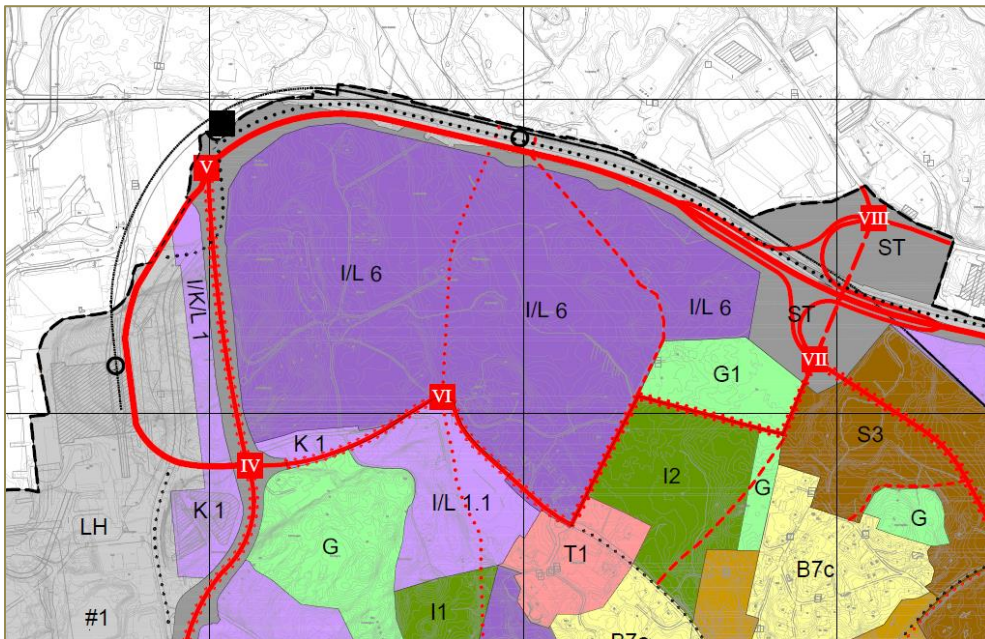 V
VIII
ST
I/K/L 1
I/L 6
I/L 6
I/L 6
ST
VII
G1
VI
S3
K 1
IV
I2
G
I/L 1.1
K 1
G
G
LH
T1
B7c
#1
I1
B7c